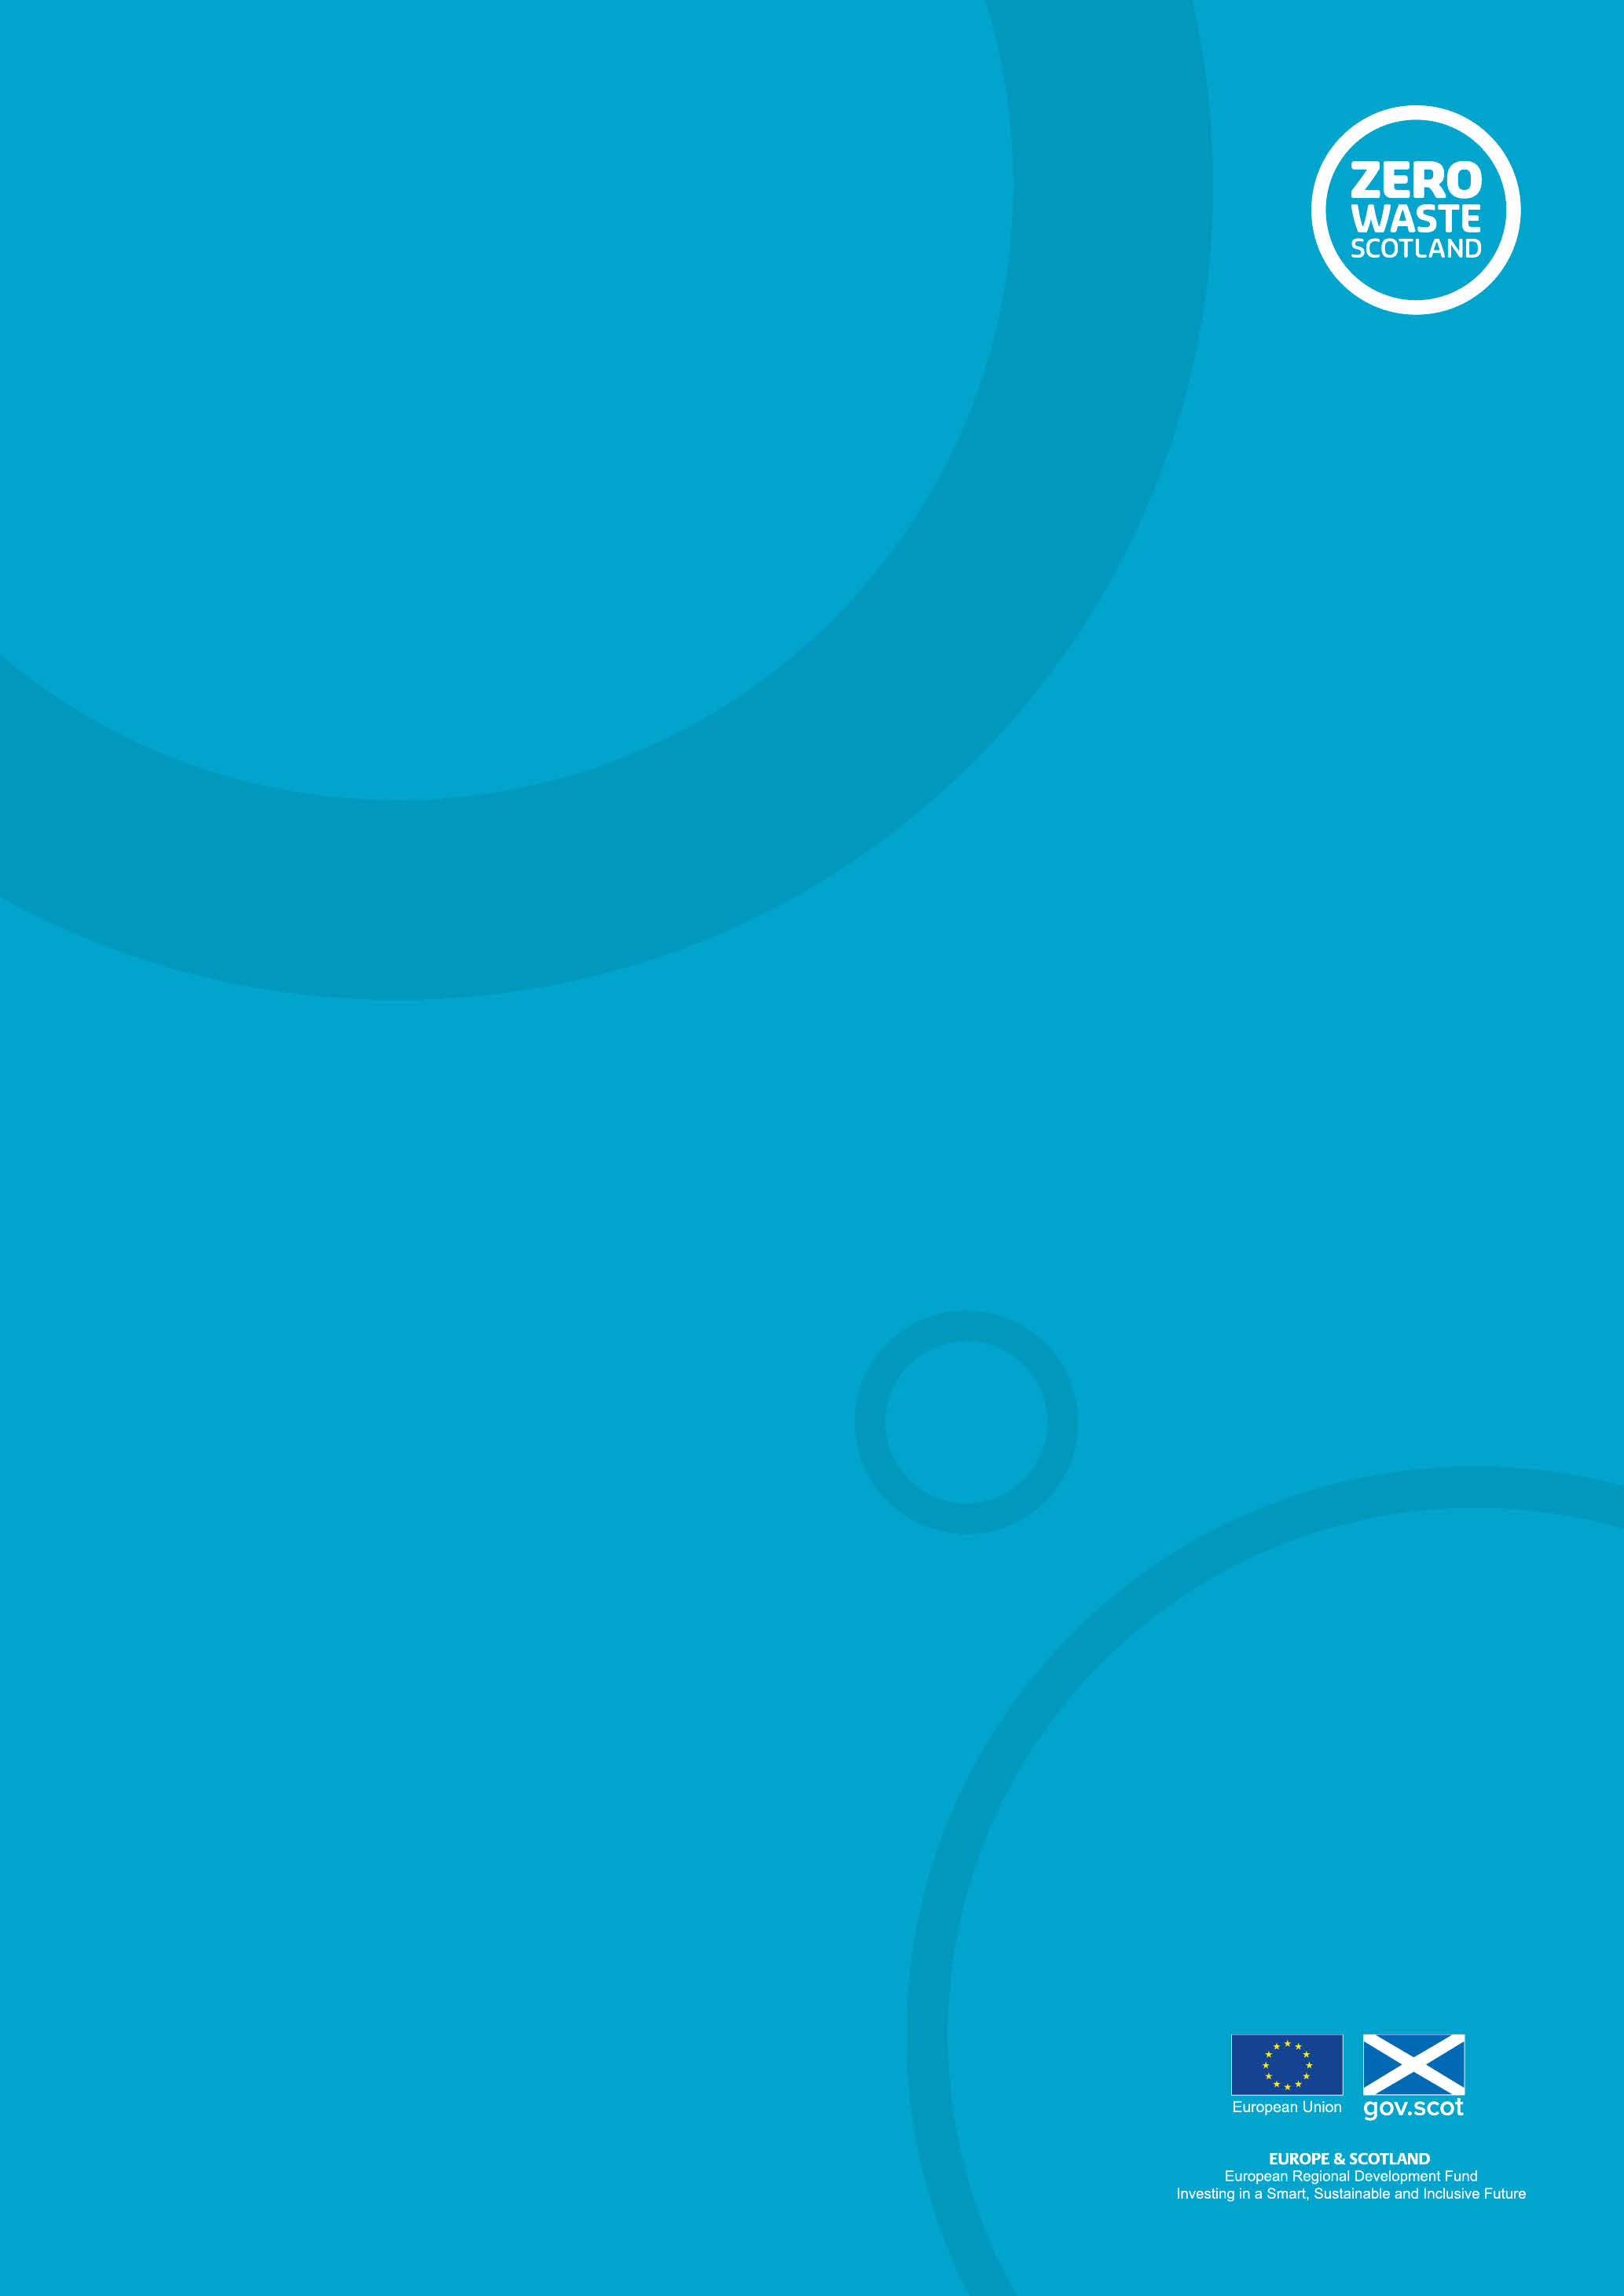 ZERO
WASTE
SCOTLAND
European Union
gov.scot
EUROPE & SCOTLAND
European Regional Development Fund
Investing in a Smart, Sustainable and Inclusive Future